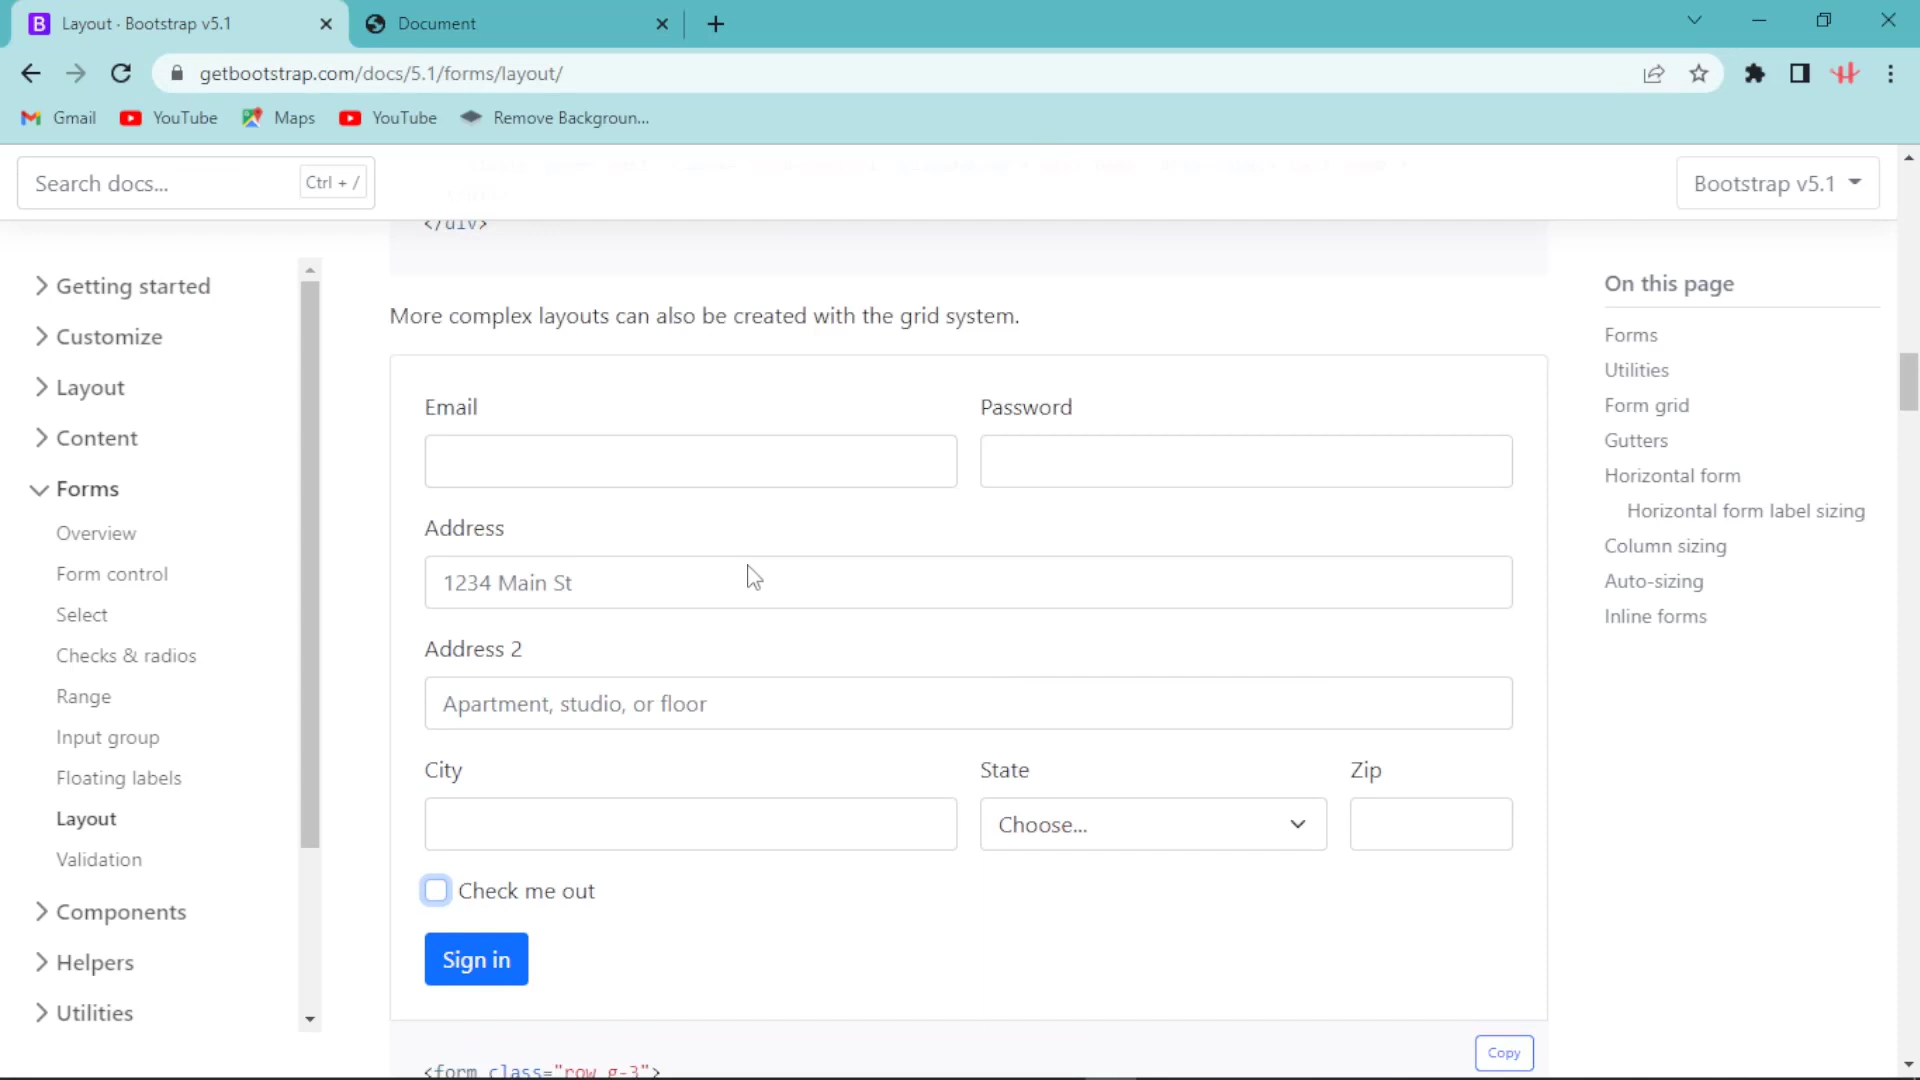 Layout · Bootstrap v5.1
Document
getbootstrap.com/docs/5.1/forms/layout/
Gmail
YouTube
Maps
YouTube
Remove Backgroun...
Search docs...
Ctrl + /
Bootstrap v5.1
</div>
Getting started
Customize
Layout
Content
Forms
Overview
Form control
Select
Checks & radios
Range
Input group
Floating labels
Layout
Validation
Components
Helpers
Utilities
More complex layouts can also be created with the grid system.
Email
Password
Address
1234 Main St
Address 2
Apartment, studio, or floor
City
State
Zip
Choose...
Check me out
Sign in
Copy
<form class="row g-3">
On this page
Forms
Utilities
Form grid
Gutters
Horizontal form
Horizontal form label sizing
Column sizing
Auto-sizing
Inline forms